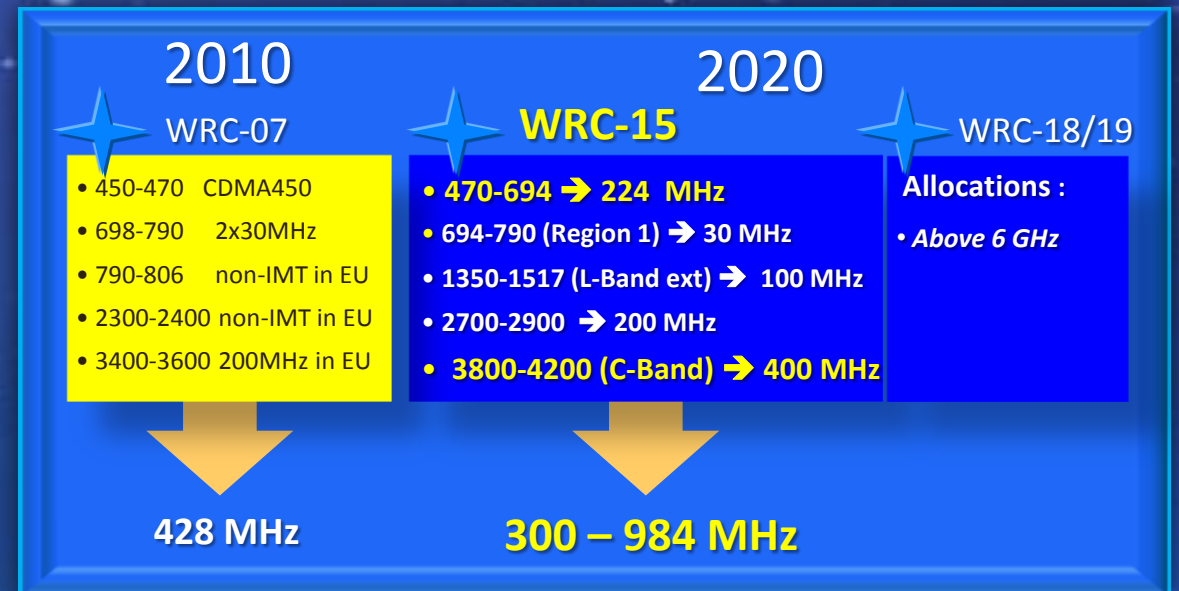 2010
WRC-07
• 450-470 CDMA450
• 698-790 2x30MHz
• 790-806 non-IMT in EU
• 2300-2400 non-IMT in EU
• 3400-3600 200MHz in EU
428 MHz
2020
WRC-15
• 470-694 🡺 224 MHz
• 694-790 (Region 1) 🡺 30 MHz
• 1350-1517 (L-Band ext) 🡺 100 MHz
• 2700-2900 🡺 200 MHz
• 3800-4200 (C-Band) 🡺 400 MHz
300 – 984 MHz
WRC-18/19
Allocations :
• Above 6 GHz